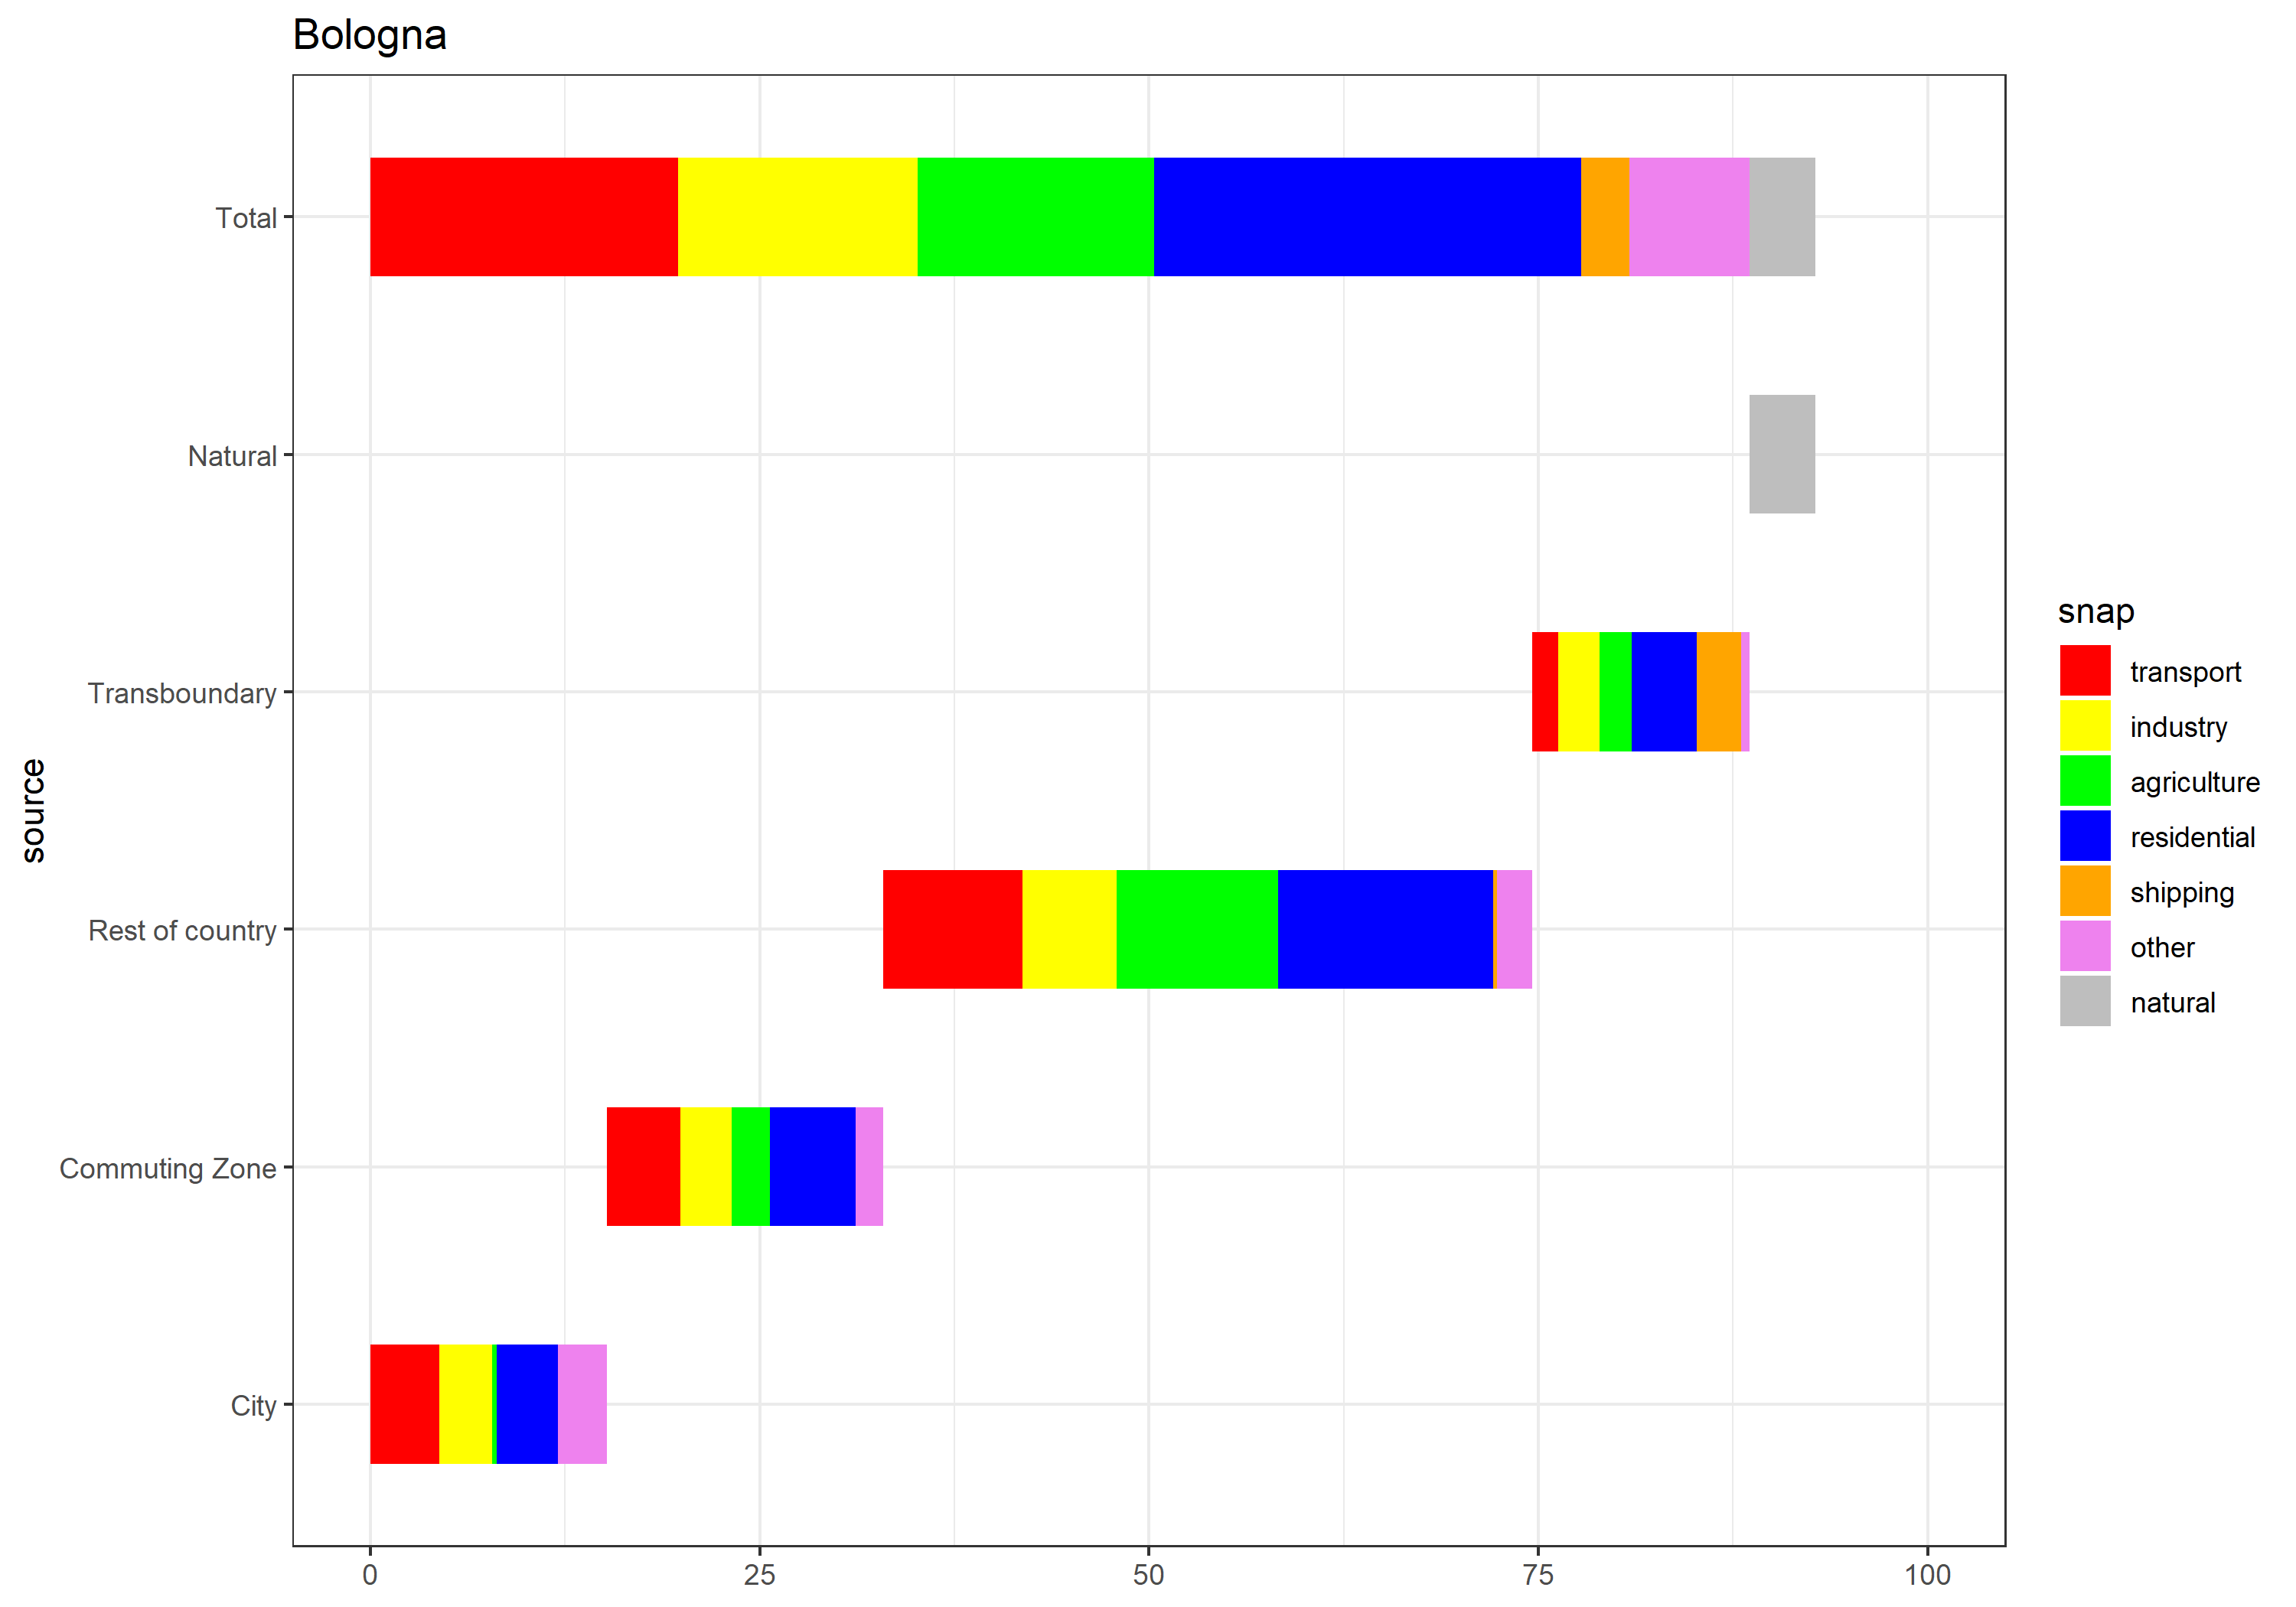 Bologna
source
Total
Natural
Transboundary
Rest of country
Commuting Zone
City
0 25 50 75 100
snap
transport
industry
agriculture
residential
shipping
other
natural